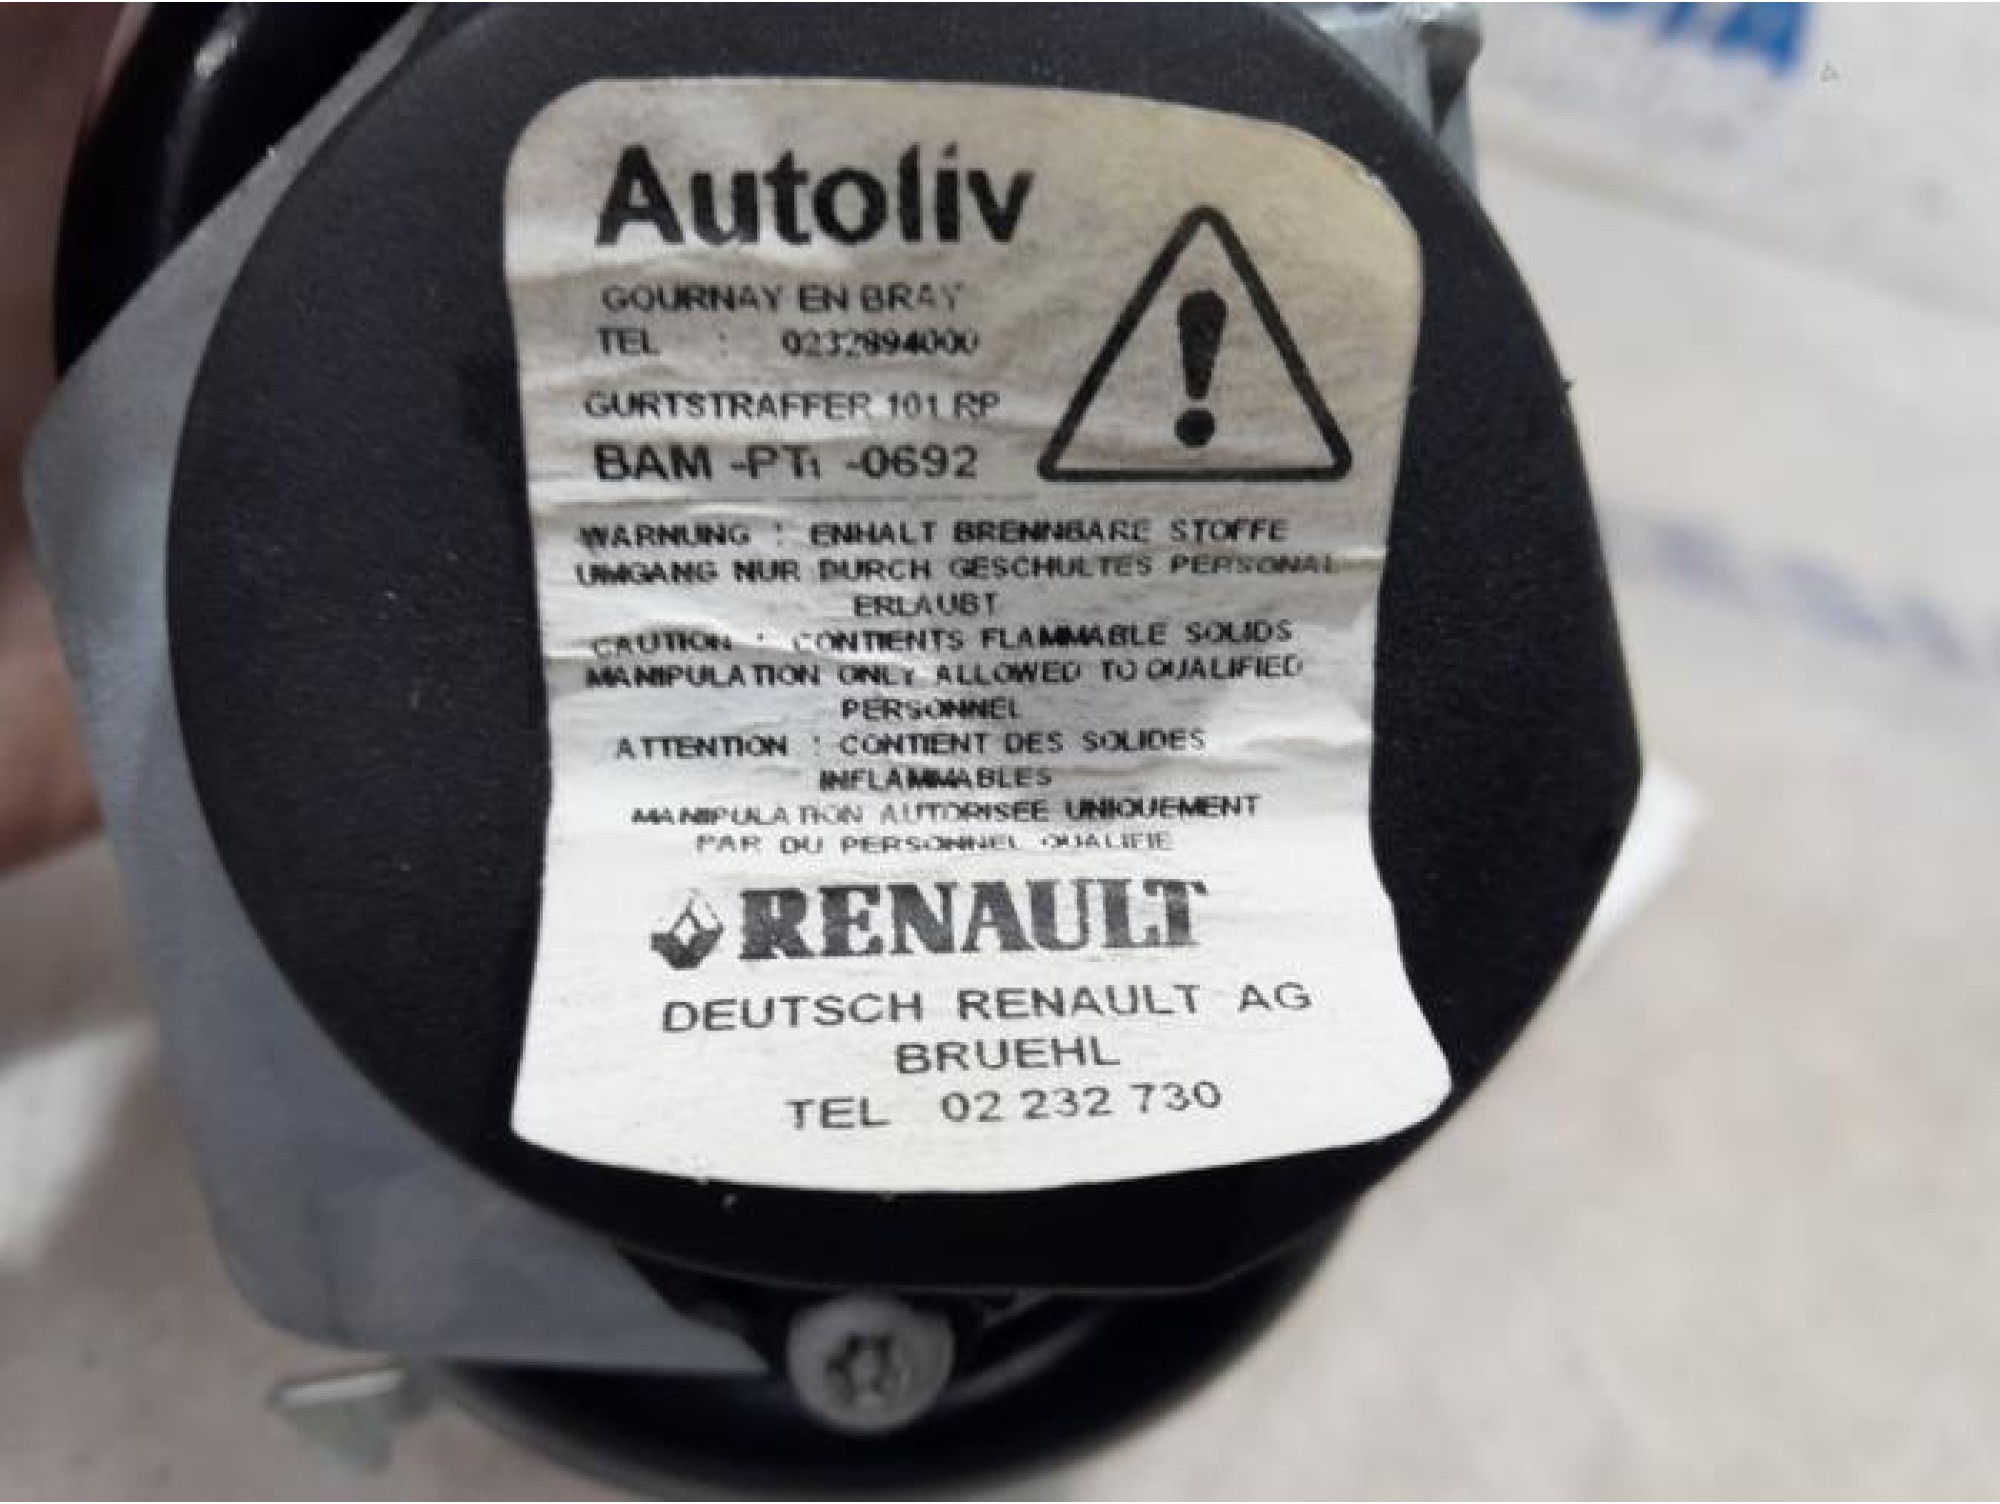 Autoliv
GOURNAY EN BRAY
TEL : 0232894000
GURTSTRAFFER 101 RP
BAM -PT1 -0692
WARNUNG : ENHALT BRENNBARE STOFFE
UMGANG NUR DURCH GESCHULTES PERSONAL
ERLAUBT
CAUTION : CONTIENTS FLAMMABLE SOLIDS
MANIPULATION ONLY ALLOWED TO QUALIFIED
PERSONNEL
ATTENTION : CONTIENT DES SOLIDES
INFLAMMABLES
MANIPULATION AUTORISEE UNIQUEMENT
PAR DU PERSONNEL QUALIFIE
RENAULT
DEUTSCH RENAULT AG
BRUEHL
TEL 02 232 730